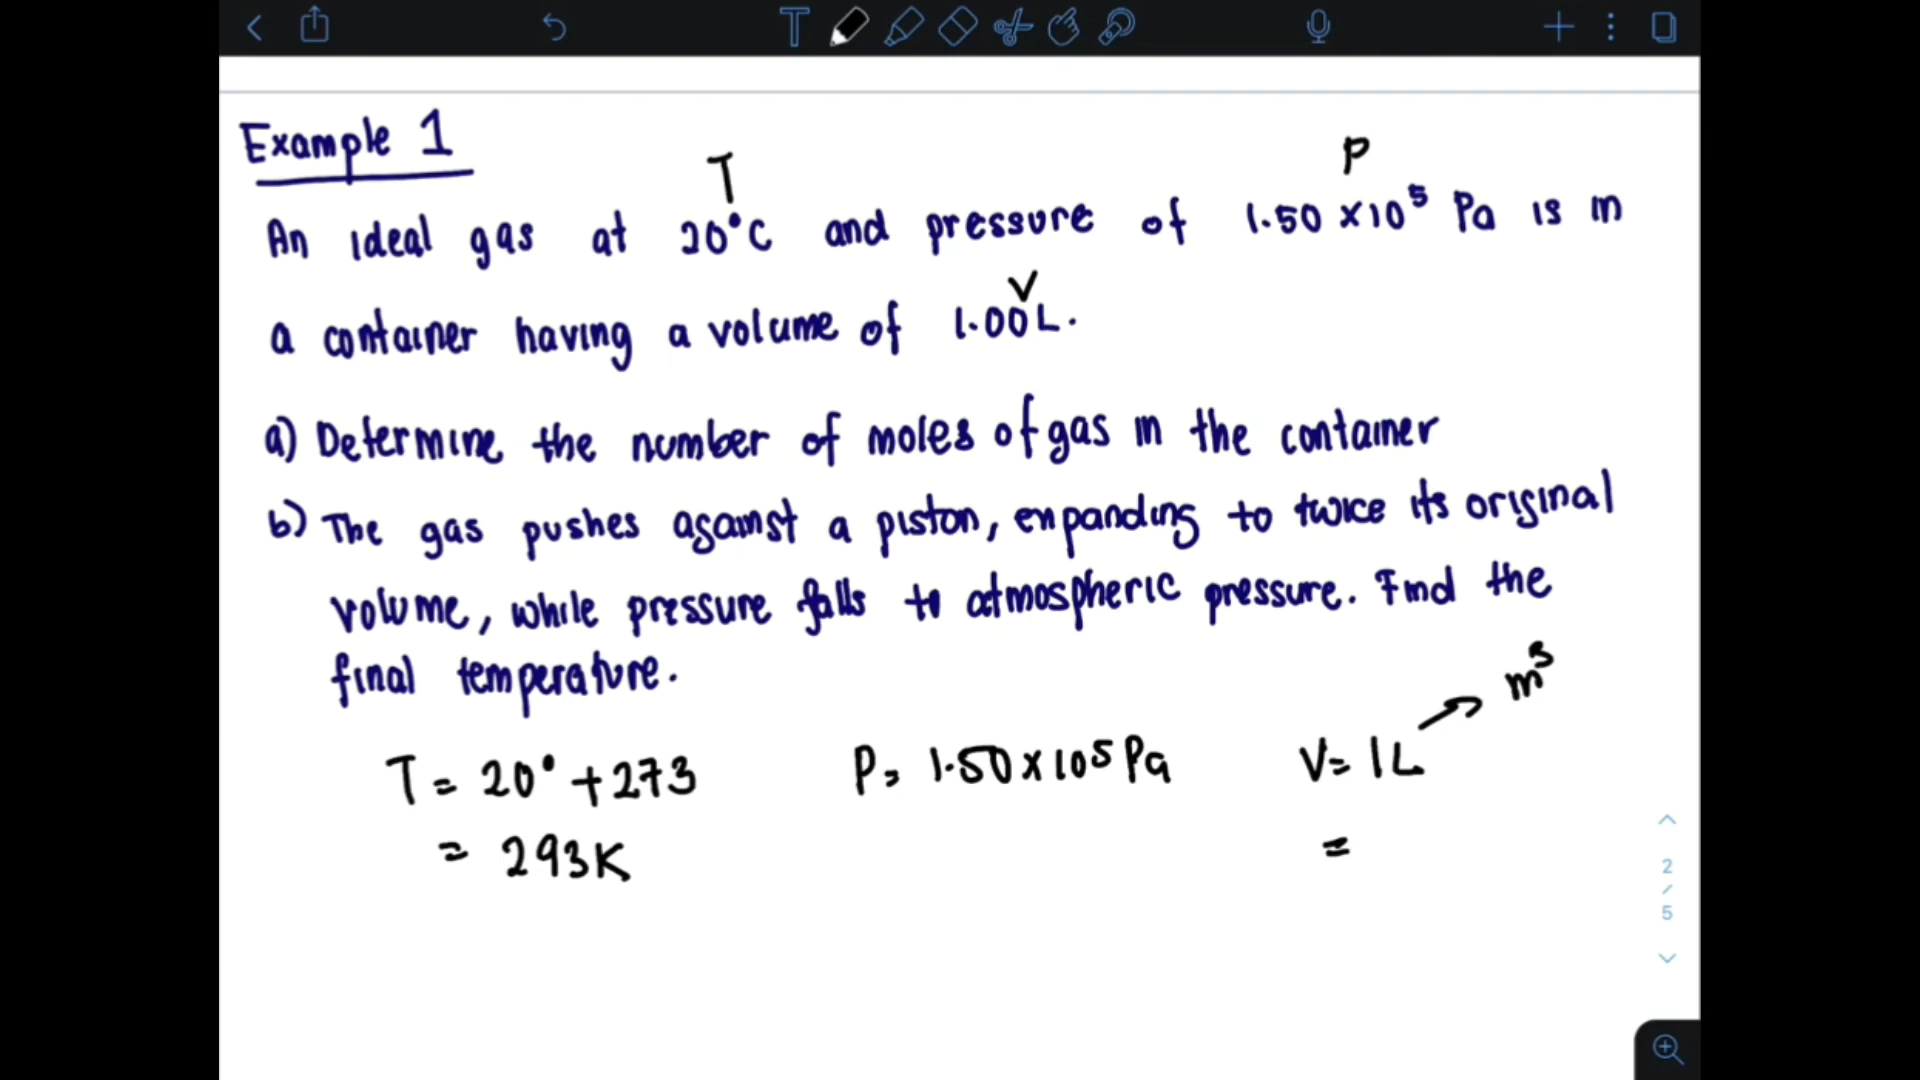 Example 1
T
P
An ideal gas at 20°C and pressure of 1.50 ×10⁵ Pa is in
V
a container having a volume of 1.00L.
a) Determine the number of moles of gas in the container
b) The gas pushes against a piston, expanding to twice its original
volume, while pressure falls to atmospheric pressure. Find the
final temperature.
m³
T = 20° + 273
P = 1.50 × 10⁵ Pa
V = 1L
= 293K
=
2
/
5